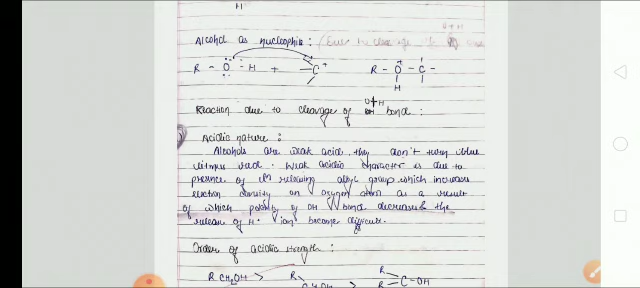 H
Alcohol as nucleophile :
R - Ö - H + - C +
R - O + - C -
H
Reaction due to cleavage of O+H bond :
Acidic nature :
Alcohols are weak acid they don't turn blue
litmus red. Weak acidic character is due to
presence of releasing alkyl group which increases
electron density on oxygen atom as a result
of which polarity of OH bond decreases & the
release of H+ ion become difficult.
Order of acidic strength :
R CH2OH > R
R
> R C - OH
R